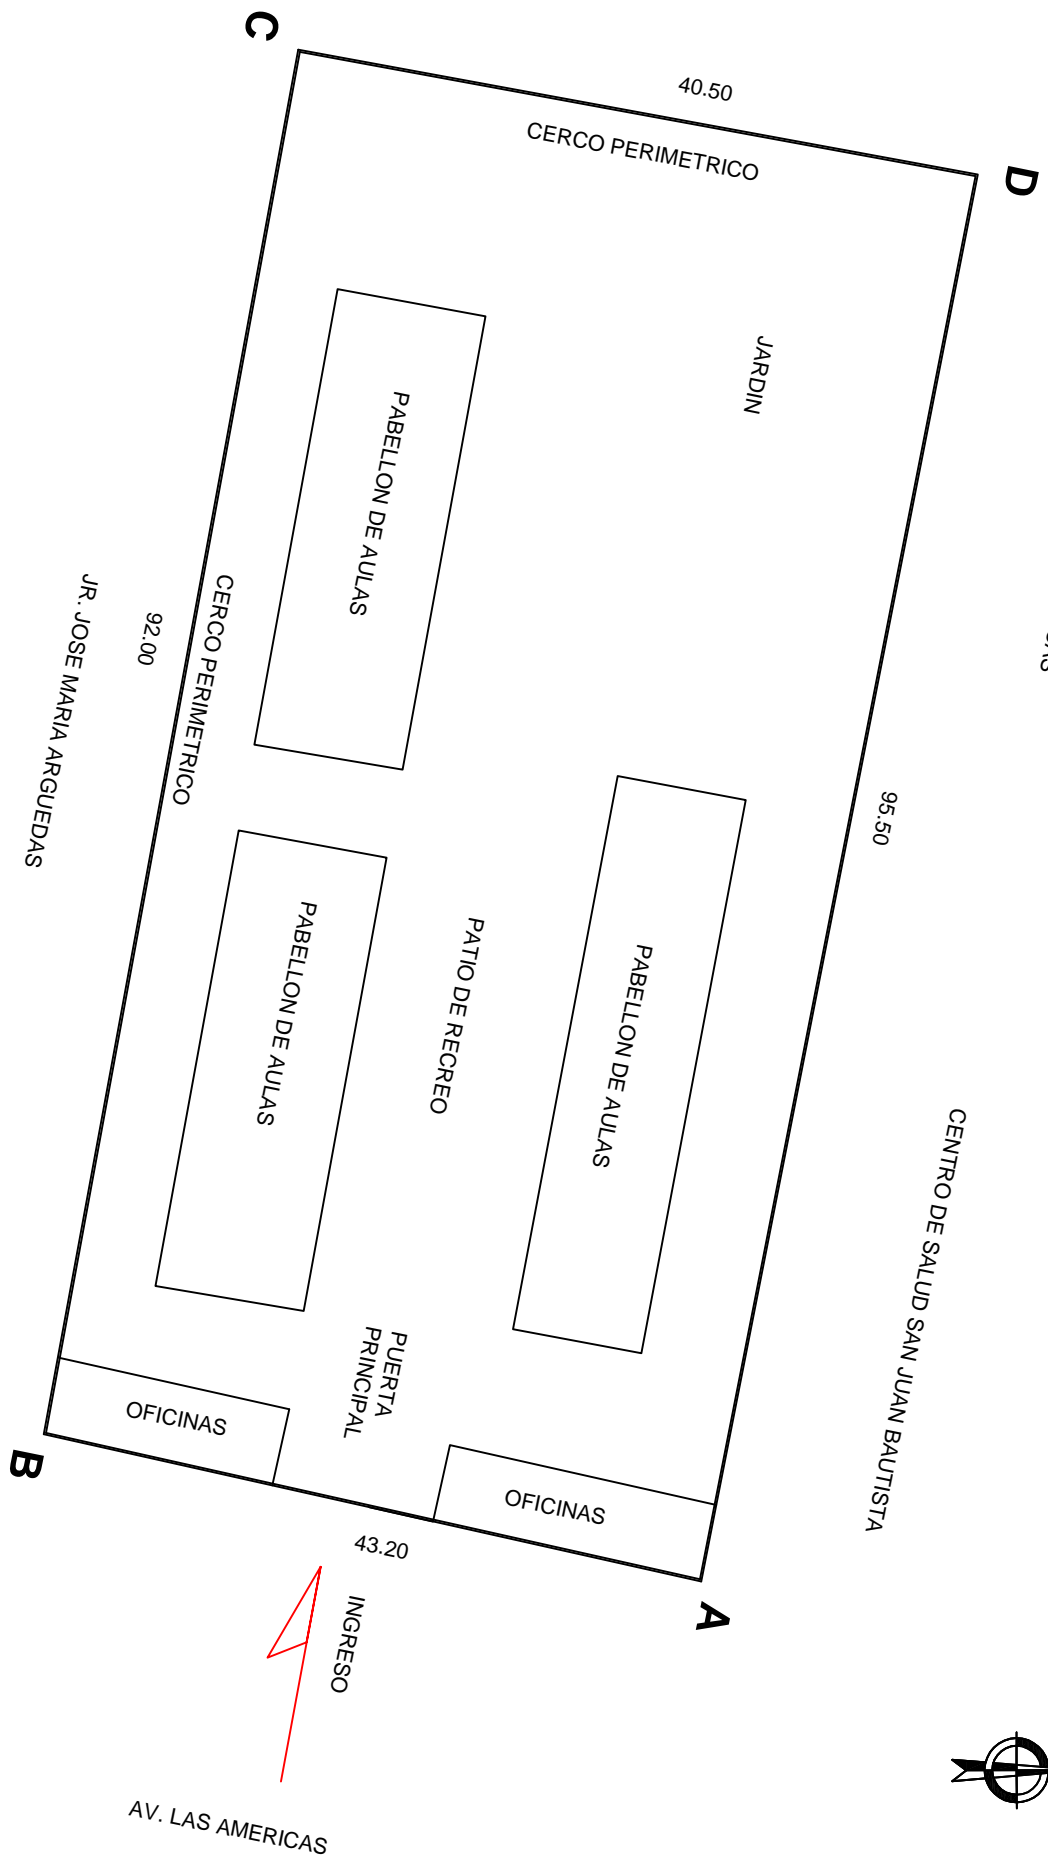 C
40.50
CERCO PERIMETRICO
D
JARDIN
PABELLON DE AULAS
CERCO PERIMETRICO
92.00
JR. JOSE MARIA ARGUEDAS
95.50
PABELLON DE AULAS
PATIO DE RECREO
PABELLON DE AULAS
CENTRO DE SALUD SAN JUAN BAUTISTA
PUERTA
PRINCIPAL
OFICINAS
OFICINAS
B
43.20
A
INGRESO
AV. LAS AMERICAS